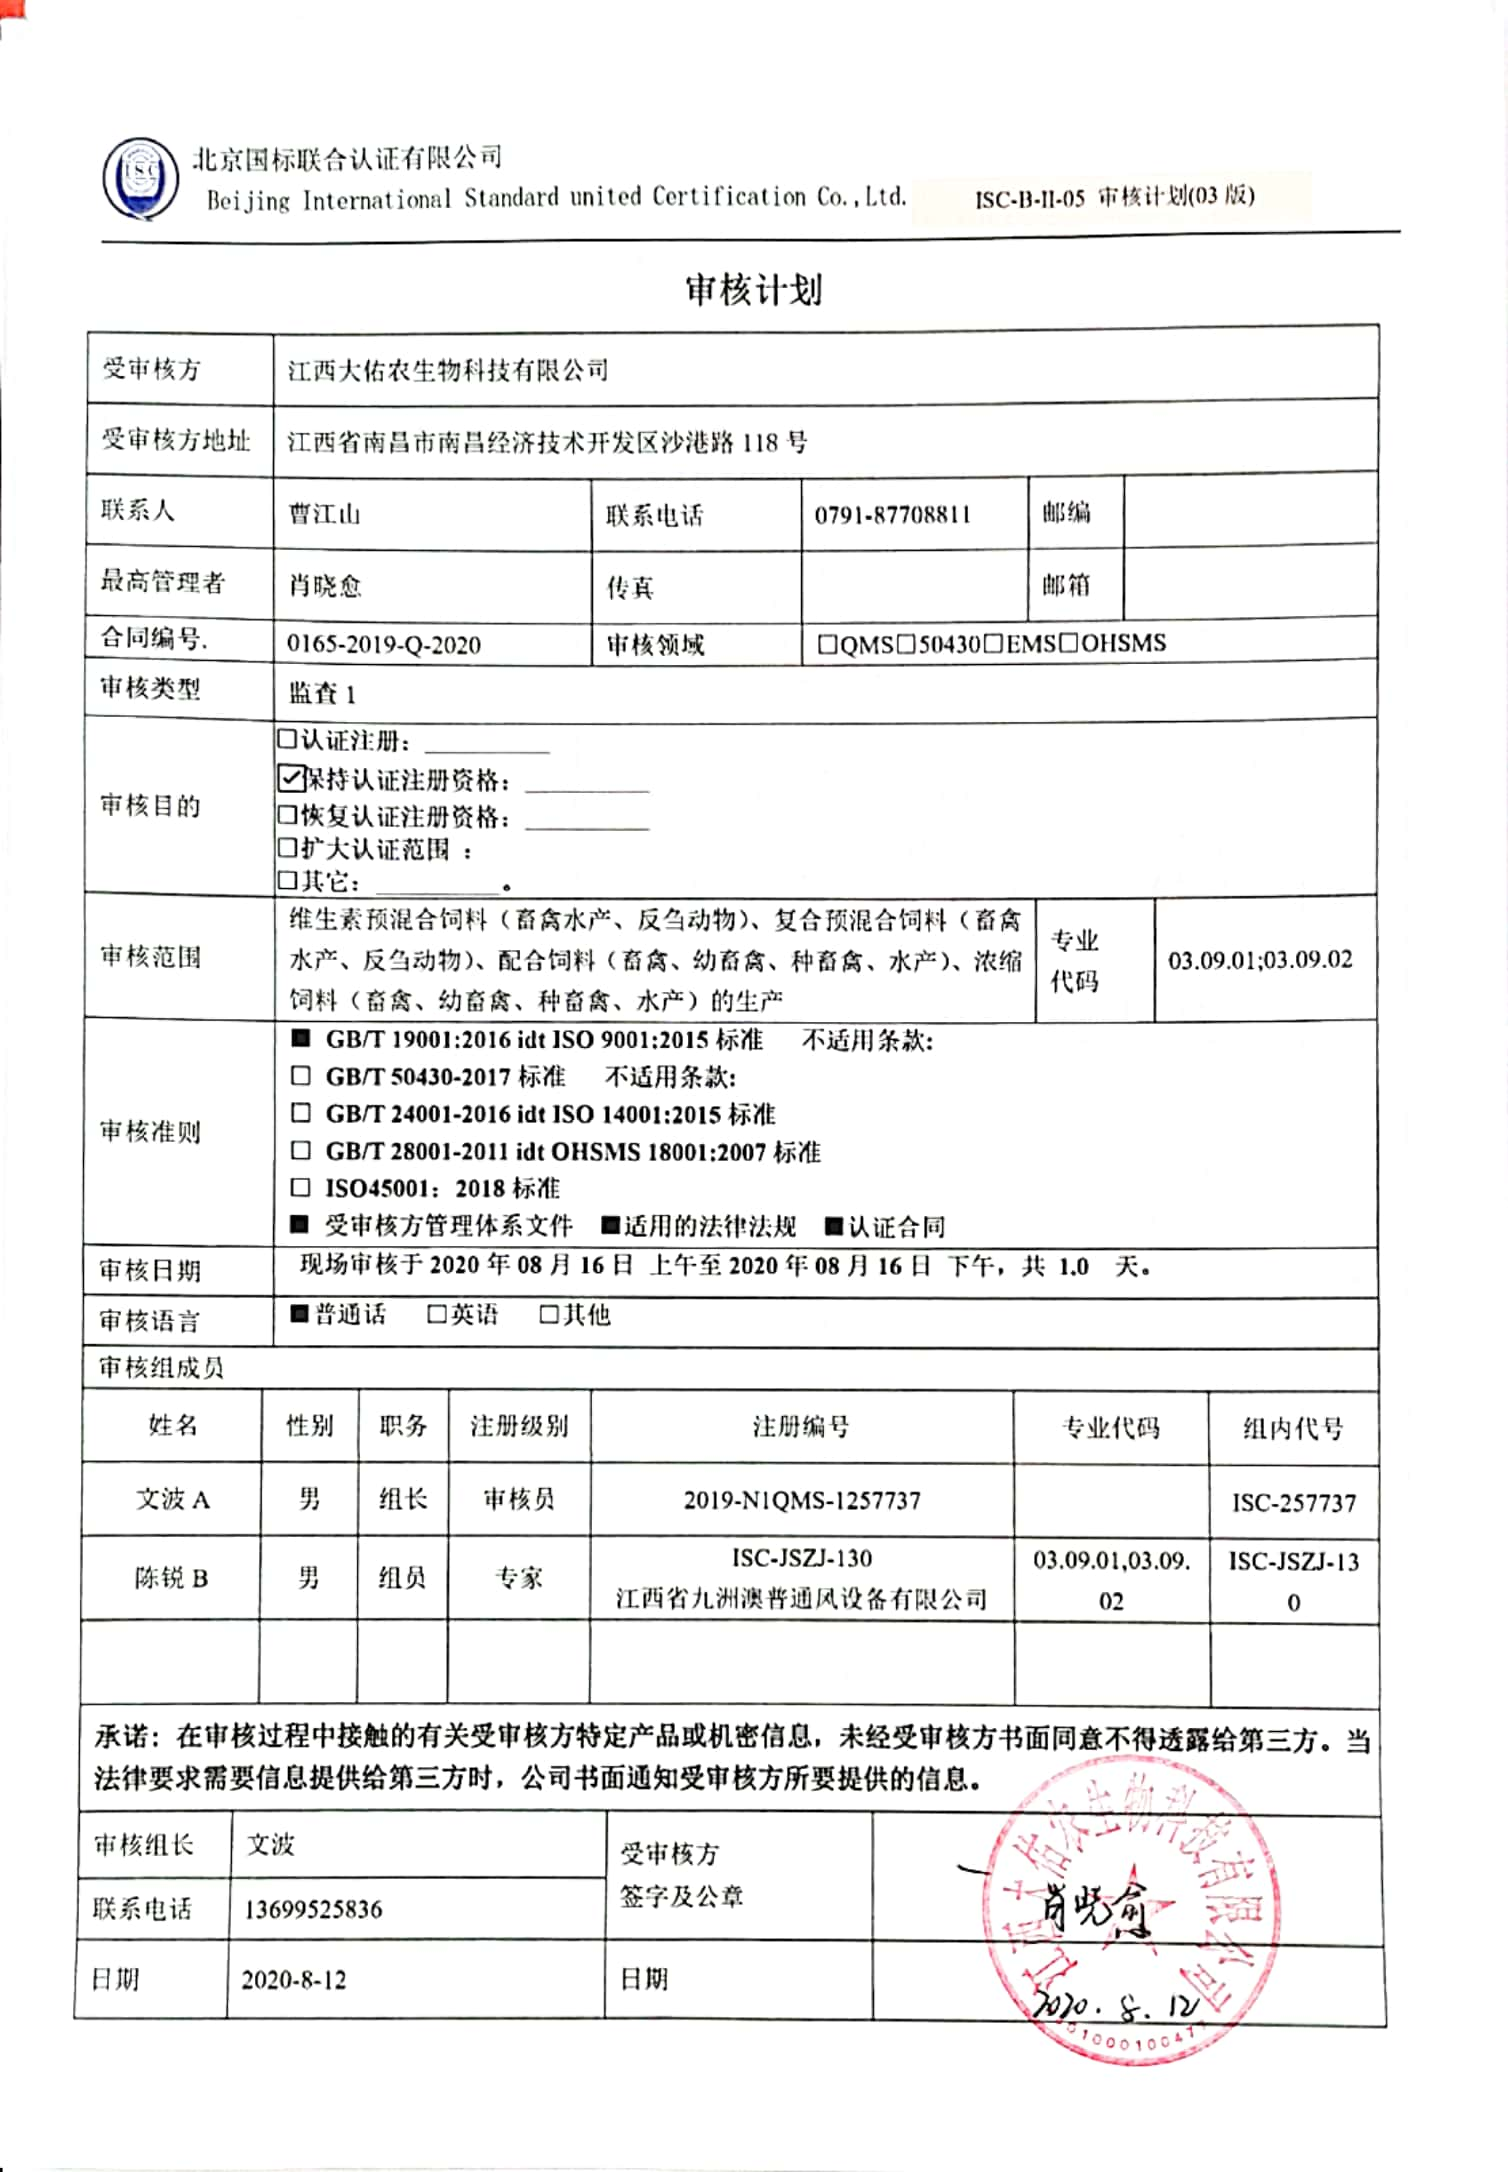 ISC
北京国标联合认证有限公司
Beijing International Standard united Certification Co.,Ltd.
ISC-B-II-05 审核计划(03 版)
审核计划
受审核方 江西大佑农生物科技有限公司
受审核方地址 江西省南昌市南昌经济技术开发区沙港路 118 号
联系人 曹江山 联系电话 0791-87708811 邮编
最高管理者 肖晓愈 传真 邮箱
合同编号. 0165-2019-Q-2020 审核领域 □QMS□50430□EMS□OHSMS
审核类型 监查 1
审核目的
□认证注册：
☑保持认证注册资格：
□恢复认证注册资格：
□扩大认证范围 ：
□其它： 。
审核范围
维生素预混合饲料（畜禽水产、反刍动物）、复合预混合饲料（畜禽
水产、反刍动物）、配合饲料（畜禽、幼畜禽、种畜禽、水产）、浓缩
饲料（畜禽、幼畜禽、种畜禽、水产）的生产
专业
代码
03.09.01;03.09.02
审核准则
■ GB/T 19001:2016 idt ISO 9001:2015 标准 不适用条款:
□ GB/T 50430-2017 标准 不适用条款:
□ GB/T 24001-2016 idt ISO 14001:2015 标准
□ GB/T 28001-2011 idt OHSMS 18001:2007 标准
□ ISO45001：2018 标准
■ 受审核方管理体系文件 ■适用的法律法规 ■认证合同
审核日期 现场审核于 2020 年 08 月 16 日 上午至 2020 年 08 月 16 日 下午，共 1.0 天。
审核语言 ■普通话 □英语 □其他
审核组成员
姓名 性别 职务 注册级别 注册编号 专业代码 组内代号
文波 A 男 组长 审核员 2019-N1QMS-1257737 ISC-257737
陈锐 B 男 组员 专家
ISC-JSZJ-130
江西省九洲澳普通风设备有限公司
03.09.01,03.09.
02
ISC-JSZJ-13
0
承诺：在审核过程中接触的有关受审核方特定产品或机密信息，未经受审核方书面同意不得透露给第三方。当
法律要求需要信息提供给第三方时，公司书面通知受审核方所要提供的信息。
审核组长 文波
受审核方
签字及公章
肖晓愈
江西大佑农生物科技有限公司
联系电话 13699525836
日期 2020-8-12 日期 2020.8.12